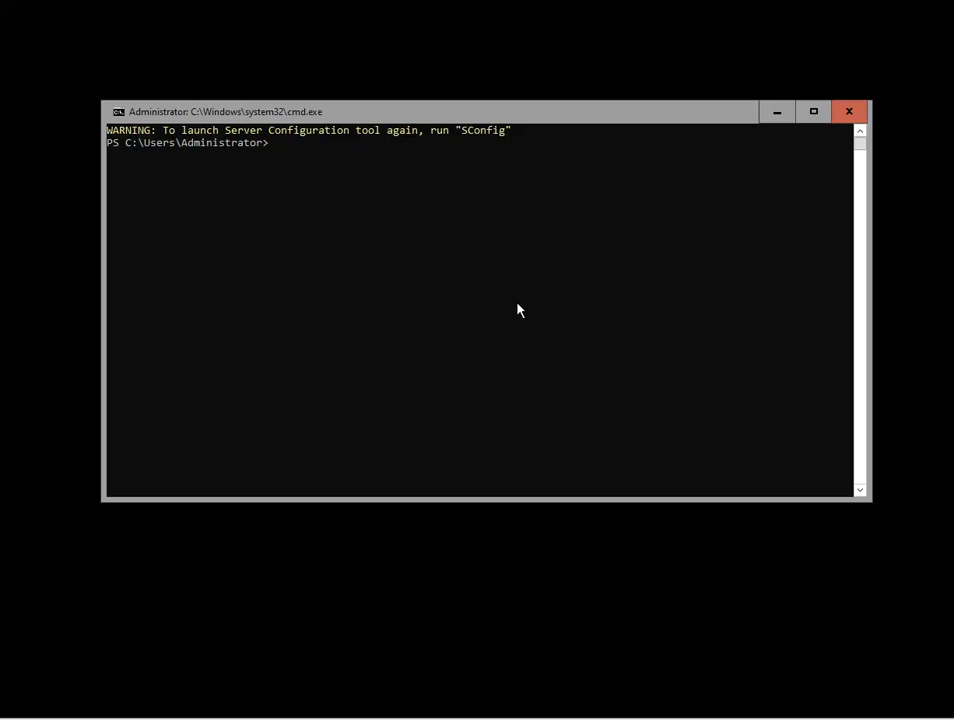 Administrator: C:\Windows\system32\cmd.exe
WARNING: To launch Server Configuration tool again, run "SConfig"
PS C:\Users\Administrator>